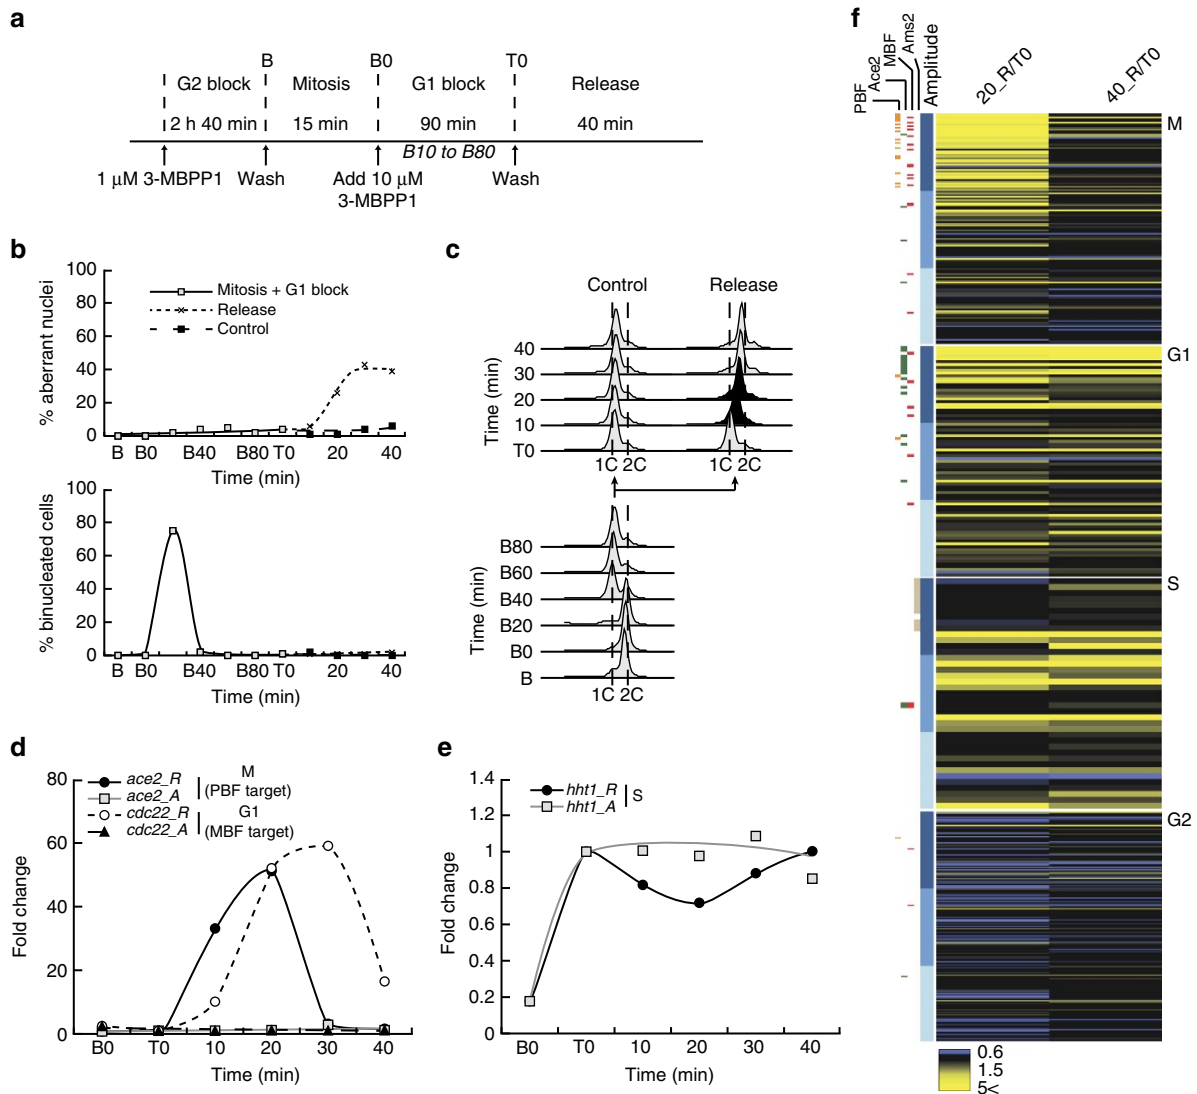 a
B B0 T0
G2 block Mitosis G1 block Release
2 h 40 min 15 min 90 min 40 min
B10 to B80
1 µM 3-MBPP1 Wash Add 10 µM Wash
3-MBPP1
b
% aberrant nuclei
100
80
60
40
20
0
Mitosis + G1 block
Release
Control
B B0 B40 B80 T0 20 40
Time (min)
% binucleated cells
100
80
60
40
20
0
B B0 B40 B80 T0 20 40
Time (min)
c
Control Release
Time (min)
40
30
20
10
T0
1C 2C 1C 2C
Time (min)
B80
B60
B40
B20
B0
B
1C 2C
d
Fold change
80
60
40
20
0
ace2_R
ace2_A
M
(PBF target)
cdc22_R
cdc22_A
G1
(MBF target)
B0 T0 10 20 30 40
Time (min)
e
Fold change
1.4
1.2
1
0.8
0.6
0.4
0.2
0
hht1_R
hht1_A
S
B0 T0 10 20 30 40
Time (min)
f
PBF
Ace2
MBF
Ams2
Amplitude
20_R/T0
40_R/T0
M
G1
S
G2
0.6
1.5
5<